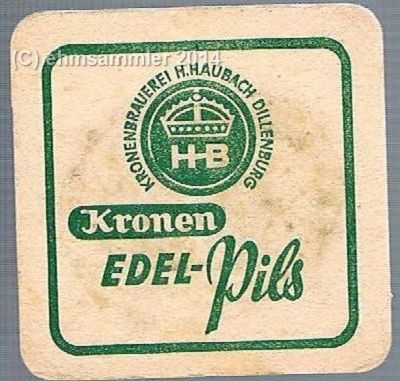 (C) ehmsammler 2014
KRONENBRAUEREI H.HAUBACH DILLENBURG
H-B
Kronen
EDEL-Pils